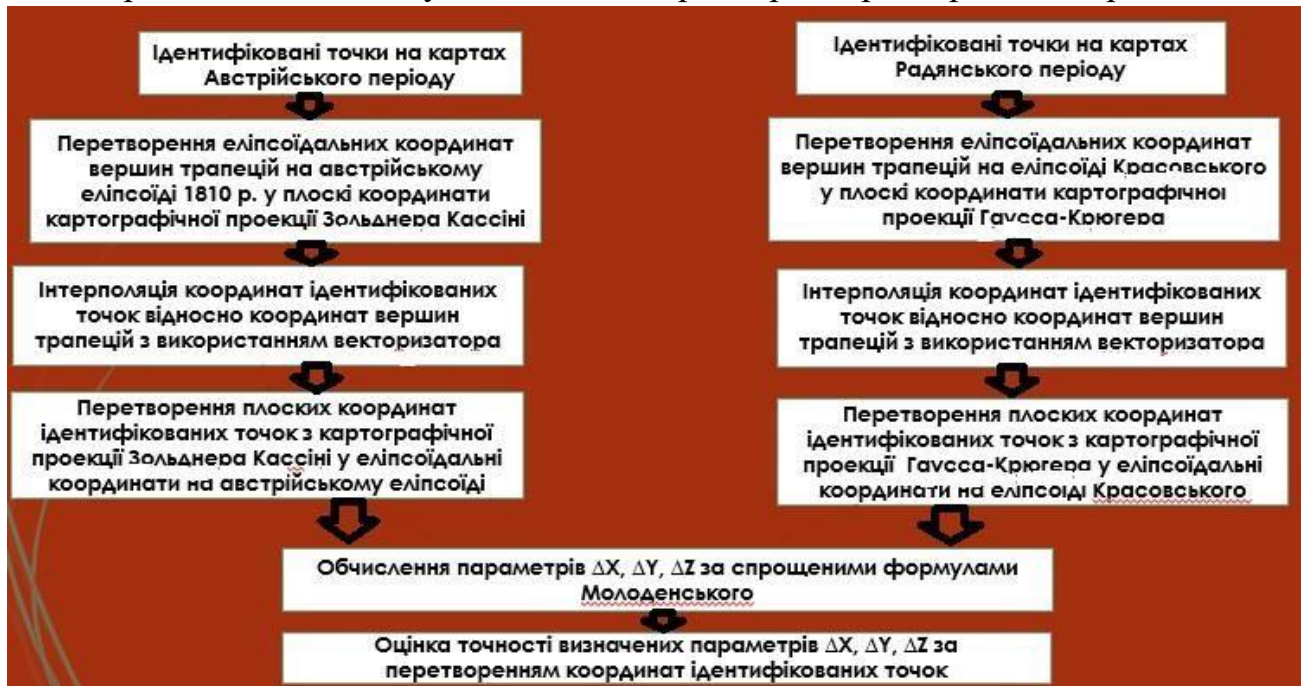 Ідентифіковані точки на картах
Австрійського періоду
Ідентифіковані точки на картах
Радянського періоду
Перетворення еліпсоїдальних координат
вершин трапецій на австрійському
еліпсоїді 1810 р. у плоскі координати
картографічної проекції Зольднера Кассіні
Перетворення еліпсоїдальних координат
вершин трапецій на еліпсоїді Красовського
у плоскі координати картографічної
проекції Гаусса-Крюгера
Інтерполяція координат ідентифікованих
точок відносно координат вершин
трапецій з використанням векторизатора
Інтерполяція координат ідентифікованих
точок відносно координат вершин
трапецій з використанням векторизатора
Перетворення плоских координат
ідентифікованих точок з картографічної
проекції Зольднера Кассіні у еліпсоїдальні
координати на австрійському еліпсоїді
Перетворення плоских координат
ідентифікованих точок з картографічної
проекції Гаусса-Крюгера у еліпсоїдальні
координати на еліпсоїді Красовського
Обчислення параметрів ΔX, ΔY, ΔZ за спрощеними формулами
Молоденського
Оцінка точності визначених параметрів ΔX, ΔY, ΔZ за
перетворенням координат ідентифікованих точок